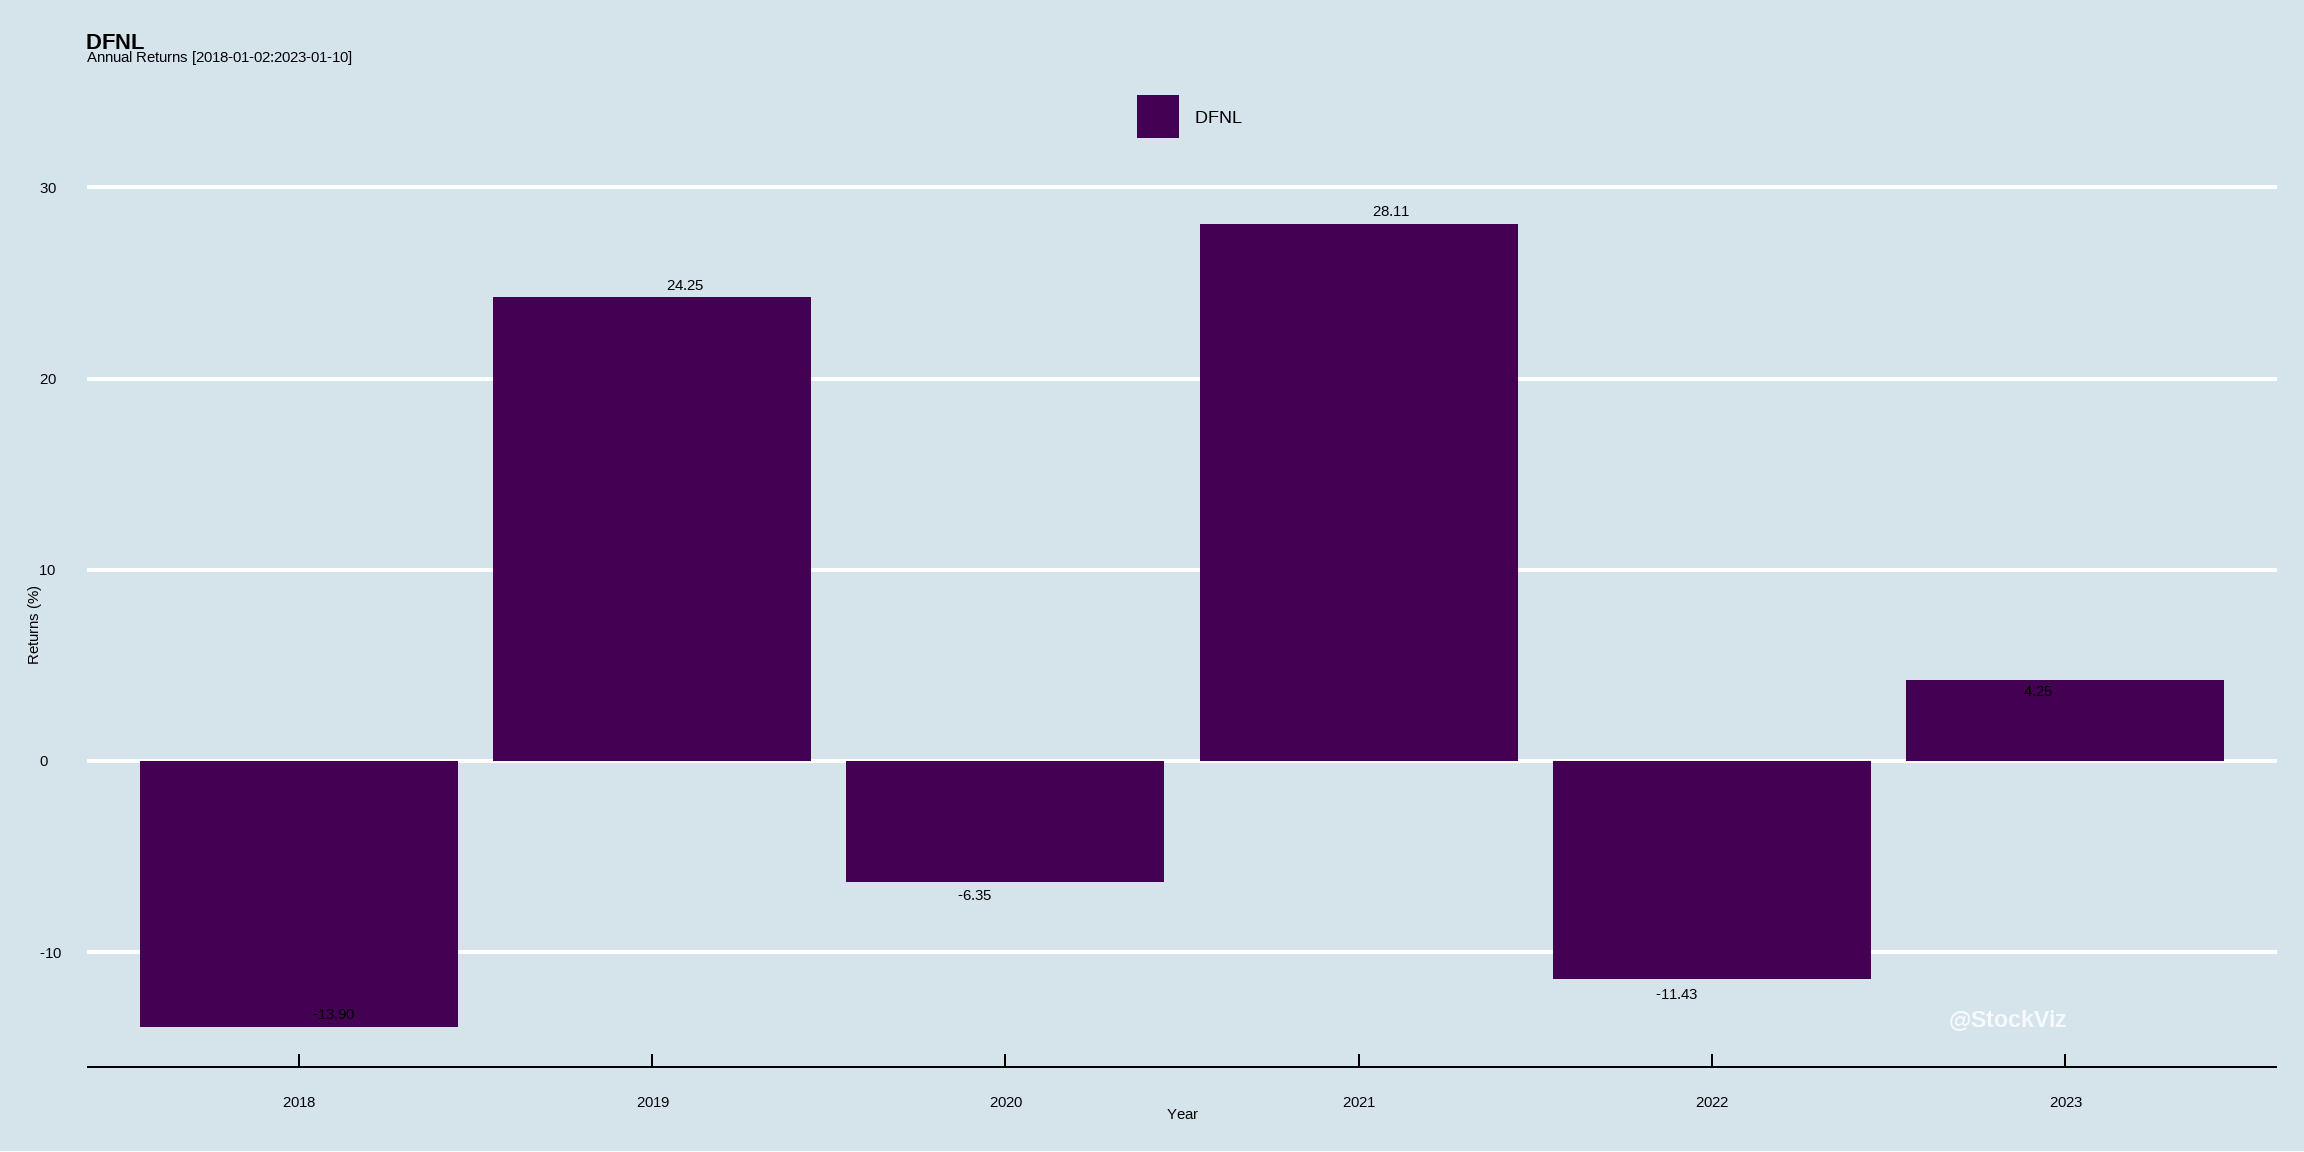 DFNL
Annual Returns [2018-01-02:2023-01-10]
DFNL
30
28.11
24.25
20
10
Returns (%)
4.25
0
-6.35
-10
-11.43
-13.90
@StockViz
2018 2019 2020 2021 2022 2023
Year